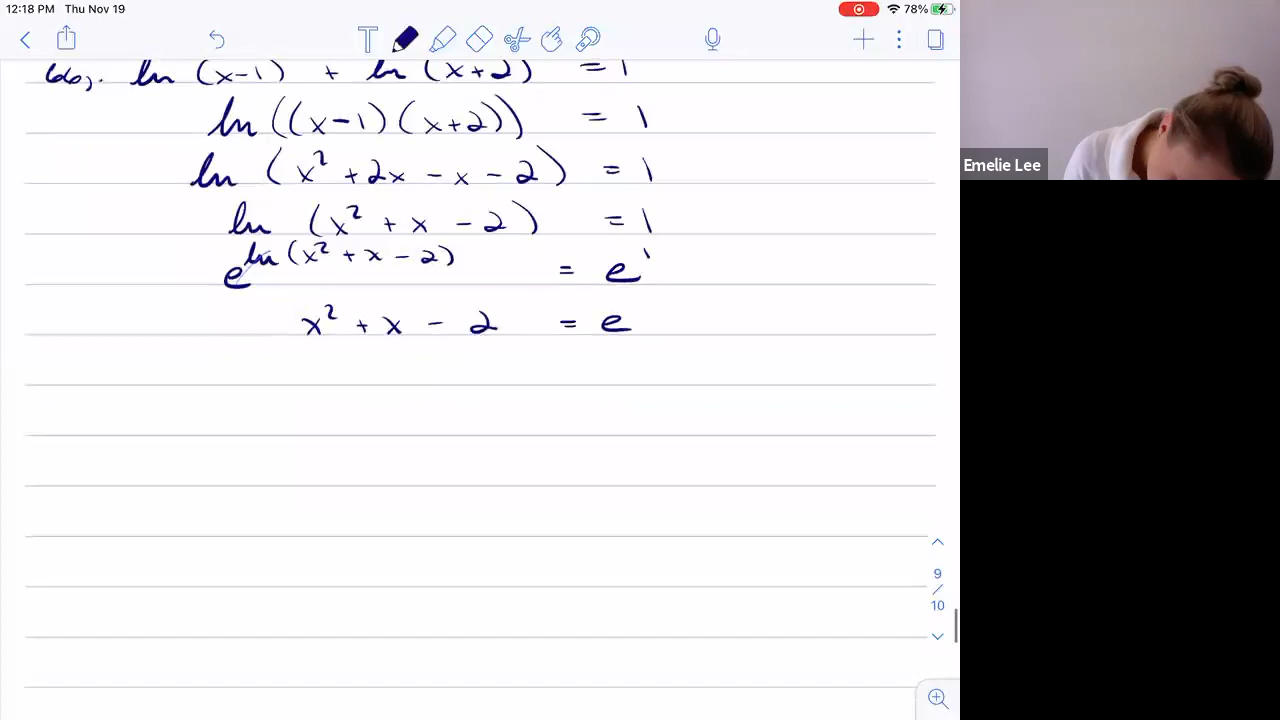 12:18 PM Thu Nov 19
78%
66. ln (x-1) + ln (x+2) = 1
ln ((x-1)(x+2)) = 1
ln (x² + 2x - x - 2) = 1
ln (x² + x - 2) = 1
e^ln(x² + x - 2) = e^1
x² + x - 2 = e
9
/
10
Emelie Lee